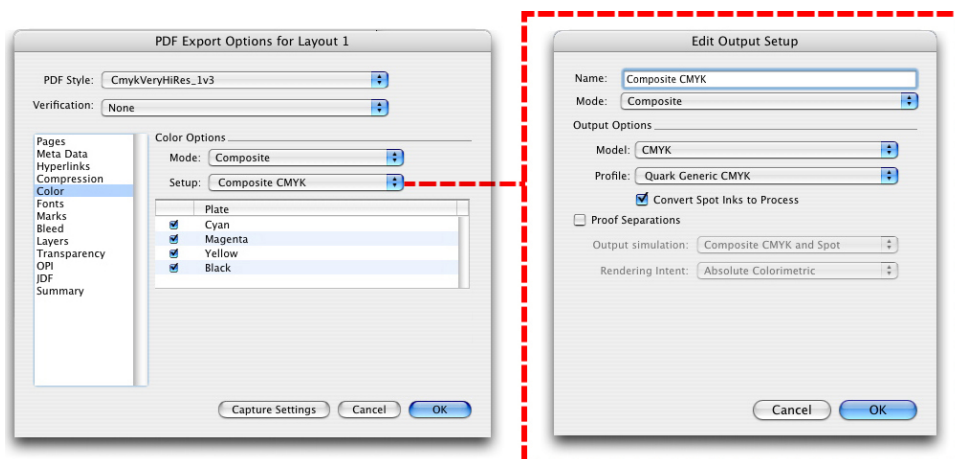 PDF Export Options for Layout 1
PDF Style: CmykVeryHiRes_1v3
Verification: None
Pages
Meta Data
Hyperlinks
Compression
Color
Fonts
Marks
Bleed
Layers
Transparency
OPI
JDF
Summary
Color Options
Mode: Composite
Setup: Composite CMYK
Plate
Cyan
Magenta
Yellow
Black
Capture Settings Cancel OK
Edit Output Setup
Name: Composite CMYK
Mode: Composite
Output Options
Model: CMYK
Profile: Quark Generic CMYK
Convert Spot Inks to Process
Proof Separations
Output simulation: Composite CMYK and Spot
Rendering Intent: Absolute Colorimetric
Cancel OK